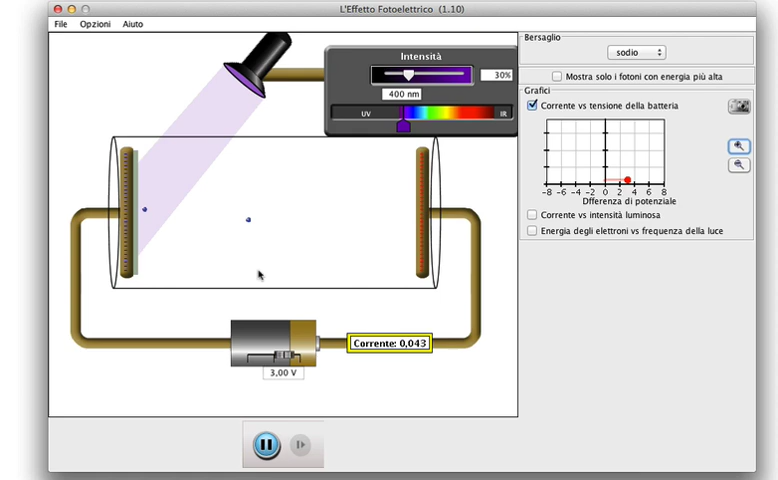 L'Effetto Fotoelettrico (1.10)
File Opzioni Aiuto
Intensità
30%
400 nm
UV IR
Corrente: 0,043
3,00 V
Bersaglio
sodio
Mostra solo i fotoni con energia più alta
Grafici
Corrente vs tensione della batteria
-8 -6 -4 -2 0 2 4 6 8
Dfferenza di potenziale
Corrente vs intensità luminosa
Energia degli elettroni vs frequenza della luce